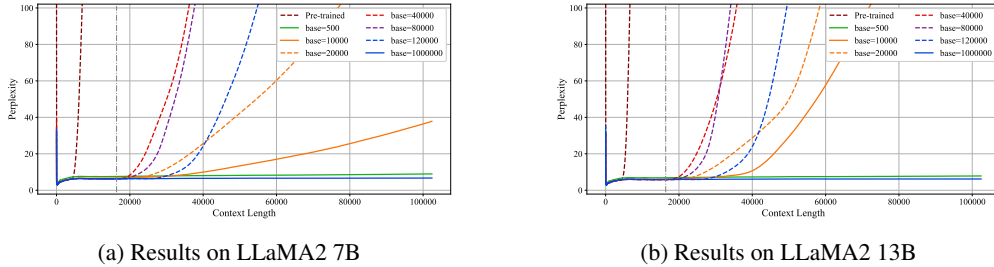 100
80
60
40
20
0
Perplexity
0
20000
40000
60000
80000
100000
Context Length
Pre-trained
base=500
base=10000
base=20000
base=40000
base=80000
base=120000
base=1000000
(a) Results on LLaMA2 7B
100
80
60
40
20
0
Perplexity
0
20000
40000
60000
80000
100000
Context Length
Pre-trained
base=500
base=10000
base=20000
base=40000
base=80000
base=120000
base=1000000
(b) Results on LLaMA2 13B